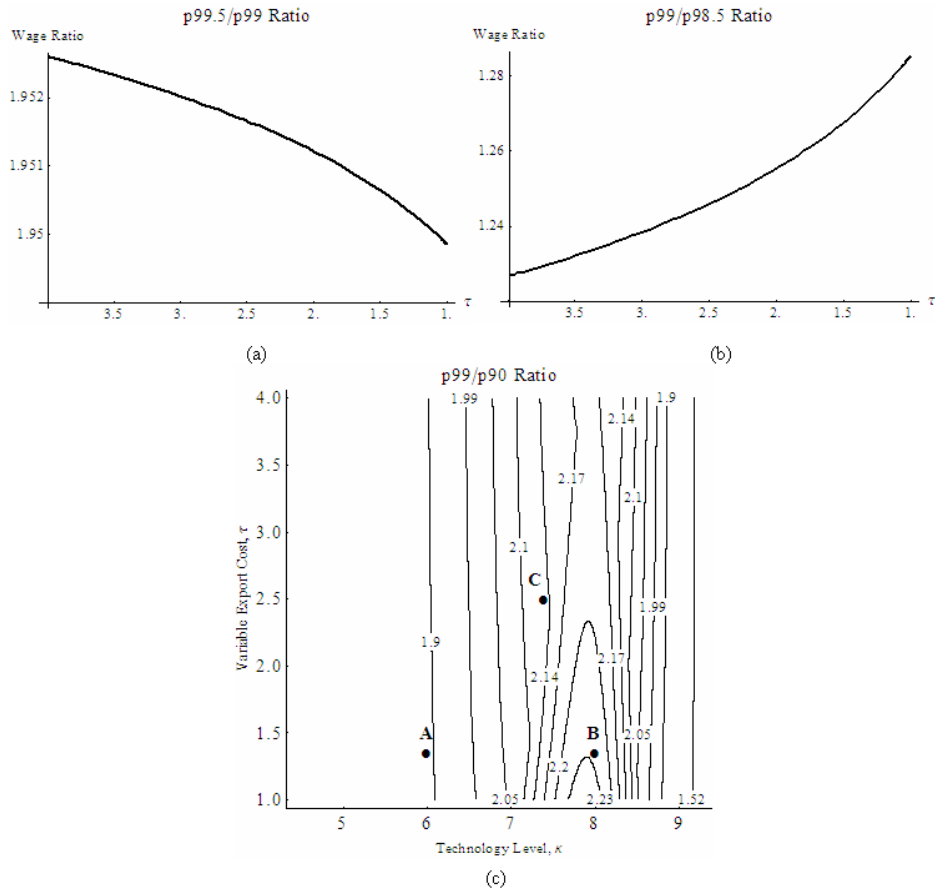 p99.5/p99 Ratio
Wage Ratio
1.952
1.951
1.95
3.5 3. 2.5 2. 1.5 1. τ
(a)
p99/p98.5 Ratio
Wage Ratio
1.28
1.26
1.24
3.5 3. 2.5 2. 1.5 1. τ
(b)
p99/p90 Ratio
Variable Export Cost, τ
4.0
3.5
3.0
2.5
2.0
1.5
1.0
1.99 1.9
2.14
2.17
2.1
2.1
C
1.99
1.9
2.17
2.14
A B
2.05
2.2
2.05 2.23 1.52
5 6 7 8 9
Technology Level, κ
(c)